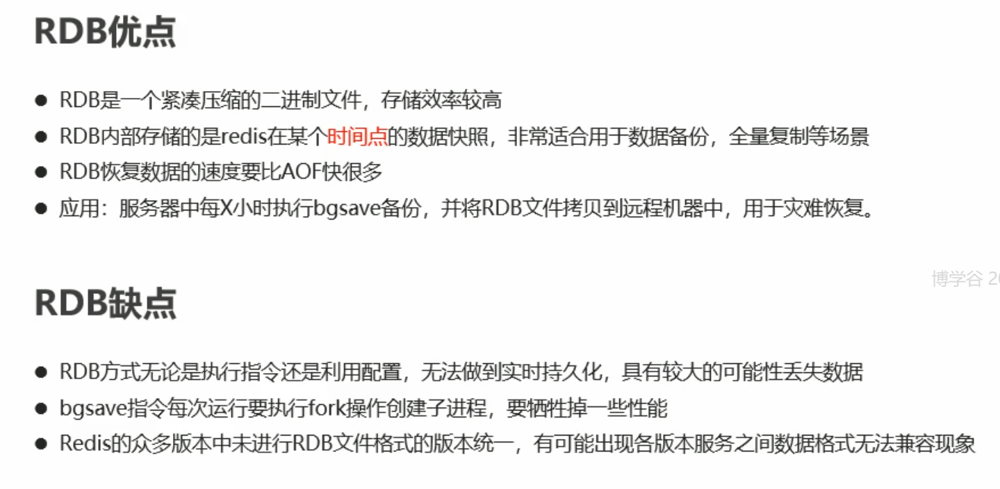 RDB优点
● RDB是一个紧凑压缩的二进制文件，存储效率较高
● RDB内部存储的是redis在某个时间点的数据快照，非常适合用于数据备份，全量复制等场景
● RDB恢复数据的速度要比AOF快很多
● 应用：服务器中每X小时执行bgsave备份，并将RDB文件拷贝到远程机器中，用于灾难恢复。
博学谷 20
RDB缺点
● RDB方式无论是执行指令还是利用配置，无法做到实时持久化，具有较大的可能性丢失数据
● bgsave指令每次运行要执行fork操作创建子进程，要牺牲掉一些性能
● Redis的众多版本中未进行RDB文件格式的版本统一，有可能出现各版本服务之间数据格式无法兼容现象